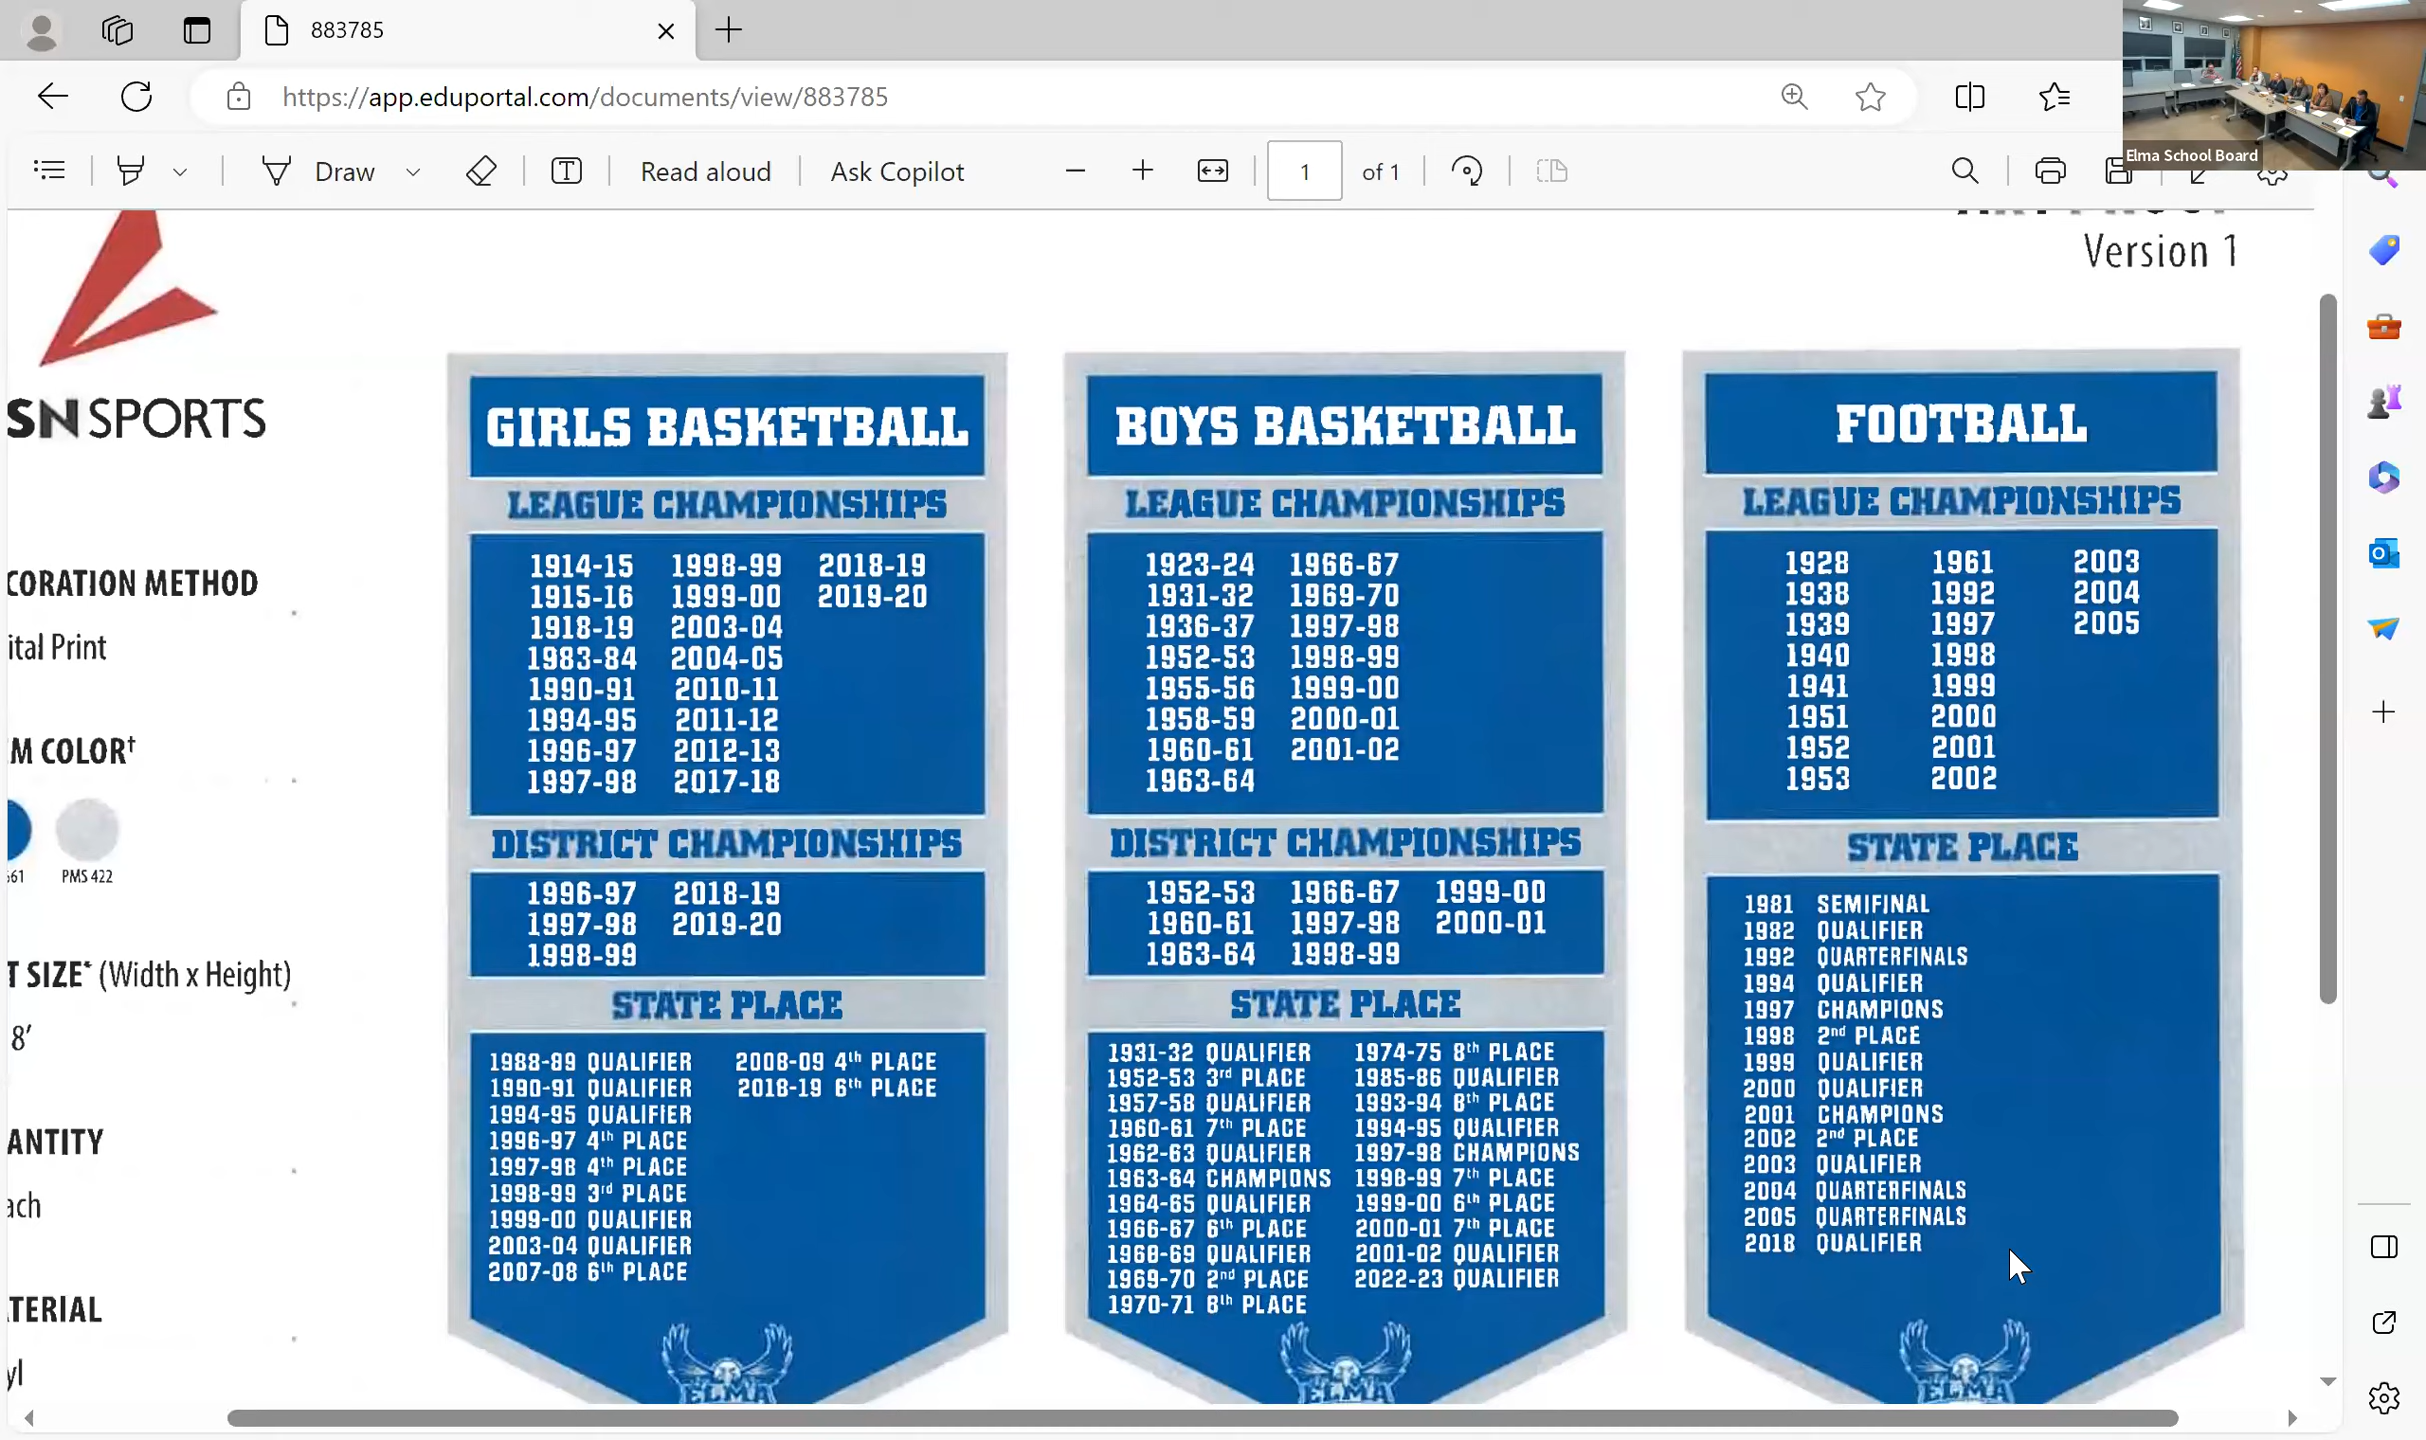 883785
https://app.eduportal.com/documents/view/883785
Elma School Board
Draw
Read aloud
Ask Copilot
1
of 1
Version 1
SN SPORTS
CORATION METHOD
ital Print
M COLOR†
661
PMS 422
T SIZE* (Width x Height)
8'
ANTITY
ach
TERIAL
yl
GIRLS BASKETBALL
LEAGUE CHAMPIONSHIPS
1914-15 1998-99 2018-19
1915-16 1999-00 2019-20
1918-19 2003-04
1983-84 2004-05
1990-91 2010-11
1994-95 2011-12
1996-97 2012-13
1997-98 2017-18
DISTRICT CHAMPIONSHIPS
1996-97 2018-19
1997-98 2019-20
1998-99
STATE PLACE
1988-89 QUALIFIER 2008-09 4th PLACE
1990-91 QUALIFIER 2018-19 6th PLACE
1994-95 QUALIFIER
1996-97 4th PLACE
1997-98 4th PLACE
1998-99 3rd PLACE
1999-00 QUALIFIER
2003-04 QUALIFIER
2007-08 6th PLACE
ELMA
BOYS BASKETBALL
LEAGUE CHAMPIONSHIPS
1923-24 1966-67
1931-32 1969-70
1936-37 1997-98
1952-53 1998-99
1955-56 1999-00
1958-59 2000-01
1960-61 2001-02
1963-64
DISTRICT CHAMPIONSHIPS
1952-53 1966-67 1999-00
1960-61 1997-98 2000-01
1963-64 1998-99
STATE PLACE
1931-32 QUALIFIER 1974-75 8th PLACE
1952-53 3rd PLACE 1985-86 QUALIFIER
1957-58 QUALIFIER 1993-94 8th PLACE
1960-61 7th PLACE 1994-95 QUALIFIER
1962-63 QUALIFIER 1997-98 CHAMPIONS
1963-64 CHAMPIONS 1998-99 7th PLACE
1964-65 QUALIFIER 1999-00 6th PLACE
1966-67 6th PLACE 2000-01 7th PLACE
1968-69 QUALIFIER 2001-02 QUALIFIER
1969-70 2nd PLACE 2022-23 QUALIFIER
1970-71 8th PLACE
ELMA
FOOTBALL
LEAGUE CHAMPIONSHIPS
1928 1961 2003
1938 1992 2004
1939 1997 2005
1940 1998
1941 1999
1951 2000
1952 2001
1953 2002
STATE PLACE
1981 SEMIFINAL
1982 QUALIFIER
1992 QUARTERFINALS
1994 QUALIFIER
1997 CHAMPIONS
1998 2nd PLACE
1999 QUALIFIER
2000 QUALIFIER
2001 CHAMPIONS
2002 2nd PLACE
2003 QUALIFIER
2004 QUARTERFINALS
2005 QUARTERFINALS
2018 QUALIFIER
ELMA